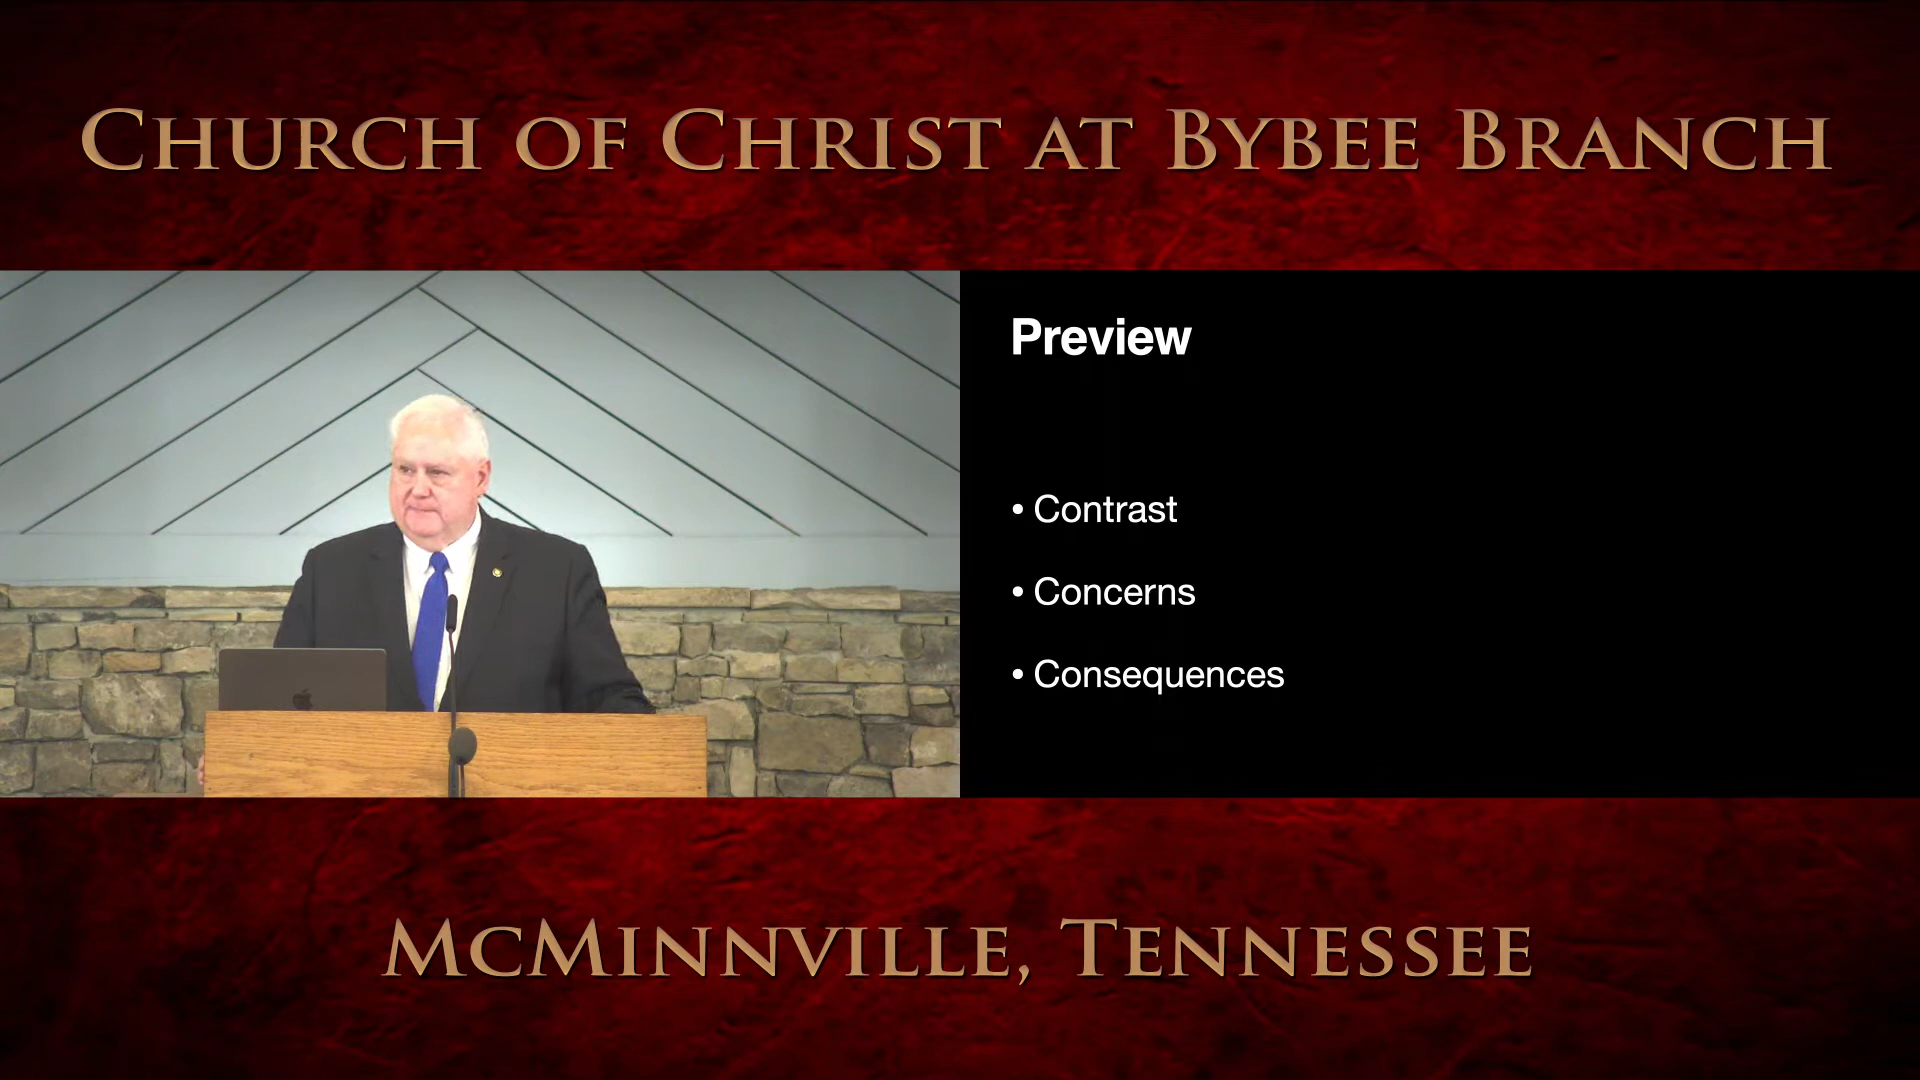 Church of Christ at Bybee Branch
Preview
• Contrast
• Concerns
• Consequences
McMinnville, Tennessee